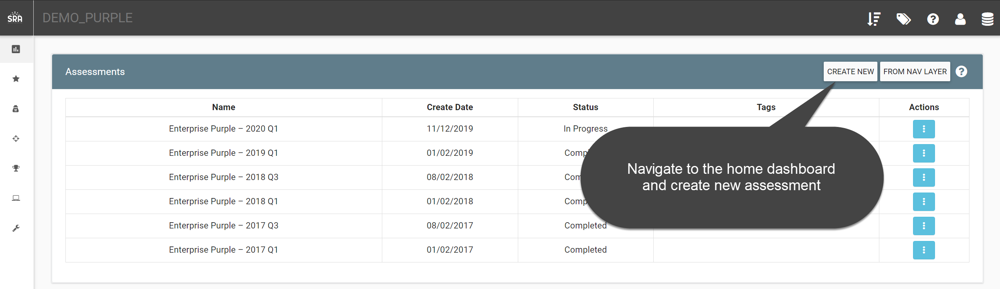 SRA
DEMO_PURPLE
Assessments
CREATE NEW
FROM NAV LAYER
Name
Create Date
Status
Tags
Actions
Enterprise Purple – 2020 Q1
11/12/2019
In Progress
Enterprise Purple – 2019 Q1
01/02/2019
Enterprise Purple – 2018 Q3
08/02/2018
Enterprise Purple – 2018 Q1
01/02/2018
Enterprise Purple – 2017 Q3
08/02/2017
Completed
Enterprise Purple – 2017 Q1
01/02/2017
Completed
Navigate to the home dashboard
and create new assessment